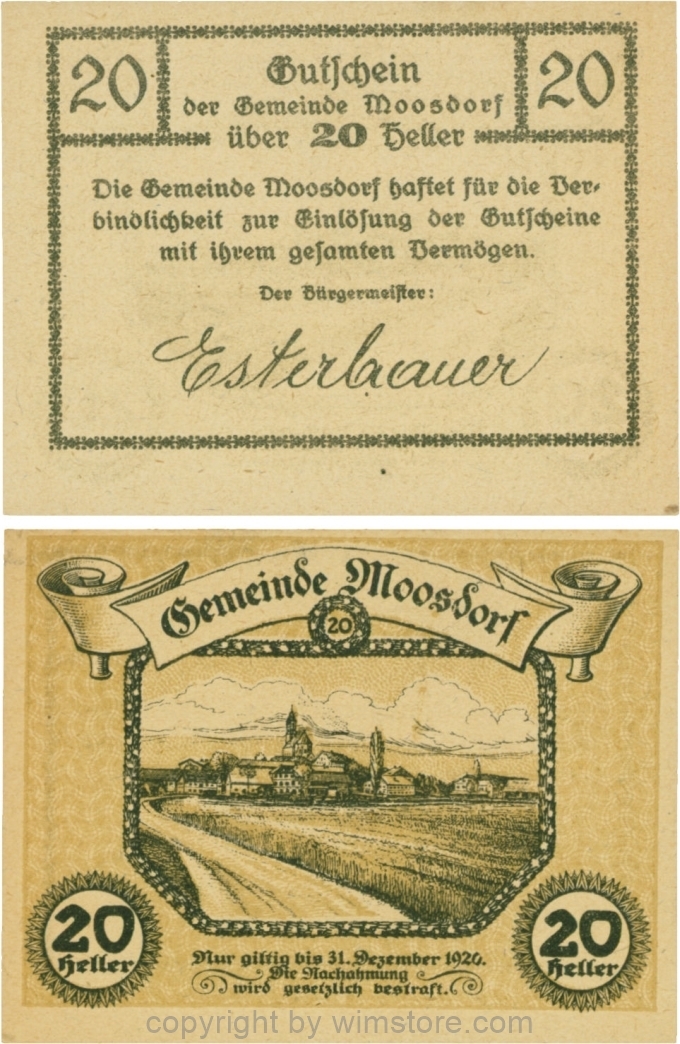 20
Gutschein
20
der Gemeinde Moosdorf
über 20 Heller
Die Gemeinde Moosdorf haftet für die Ver-
bindlichkeit zur Einlösung der Gutscheine
mit ihrem gesamten Vermögen.
Der Bürgermeister:
Esterbauer
Gemeinde Moosdorf
20
20
Heller
20
Heller
Nur giltig bis 31. Dezember 1920.
Die Nachahmung
wird gesetzlich bestraft.
copyright by wimstore.com